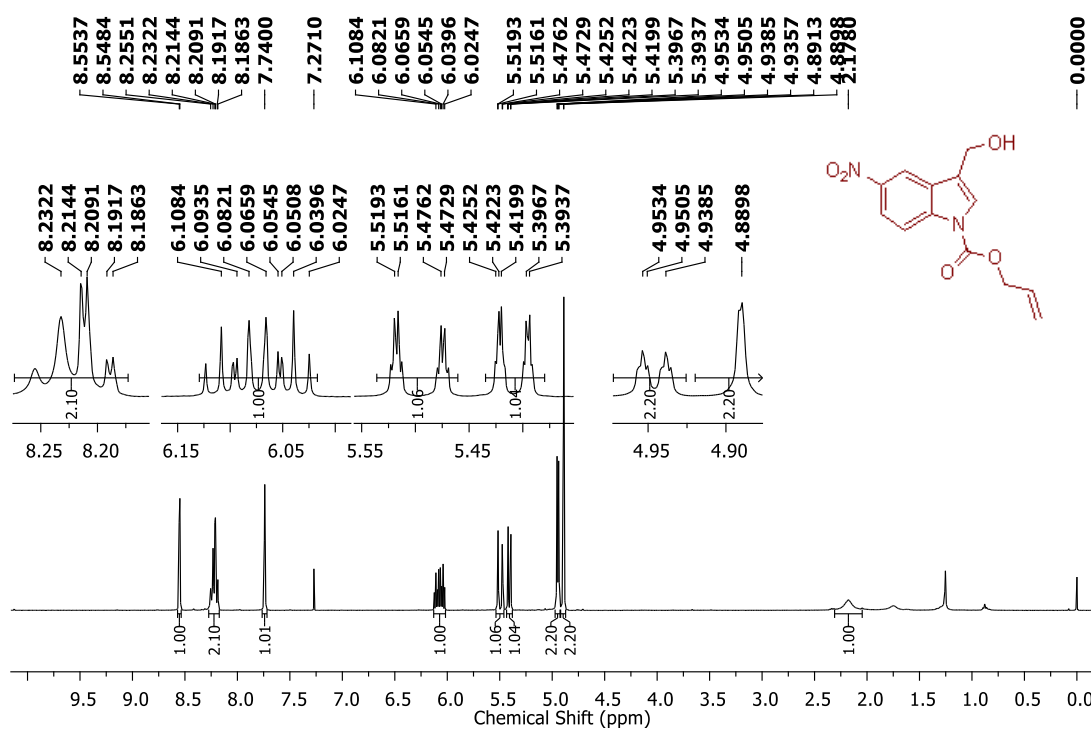 8.5537 8.5484 8.2551 8.2322 8.2144 8.2091 8.1917 8.1863 7.7400 7.2710 6.1084 6.0821 6.0659 6.0545 6.0396 6.0247 5.5193 5.5161 5.4762 5.4729 5.4252 5.4223 5.4199 5.3967 5.3937 4.9534 4.9505 4.9385 4.9357 4.8913 4.8898 2.1780 0.0000
OH
O₂N
N
O
O
8.2322 8.2144 8.2091 8.1917 8.1863 6.1084 6.0935 6.0821 6.0659 6.0545 6.0508 6.0396 6.0247 5.5193 5.5161 5.4762 5.4729 5.4252 5.4223 5.4199 5.3967 5.3937 4.9534 4.9505 4.9385 4.8898
2.10 1.00 1.06 1.04 2.20 2.20
8.25 8.20 6.15 6.05 5.55 5.45 4.95 4.90
1.00 2.10 1.01 1.00 1.06 1.04 2.20 2.20 1.00
9.5 9.0 8.5 8.0 7.5 7.0 6.5 6.0 5.5 5.0 4.5 4.0 3.5 3.0 2.5 2.0 1.5 1.0 0.5 0.0
Chemical Shift (ppm)